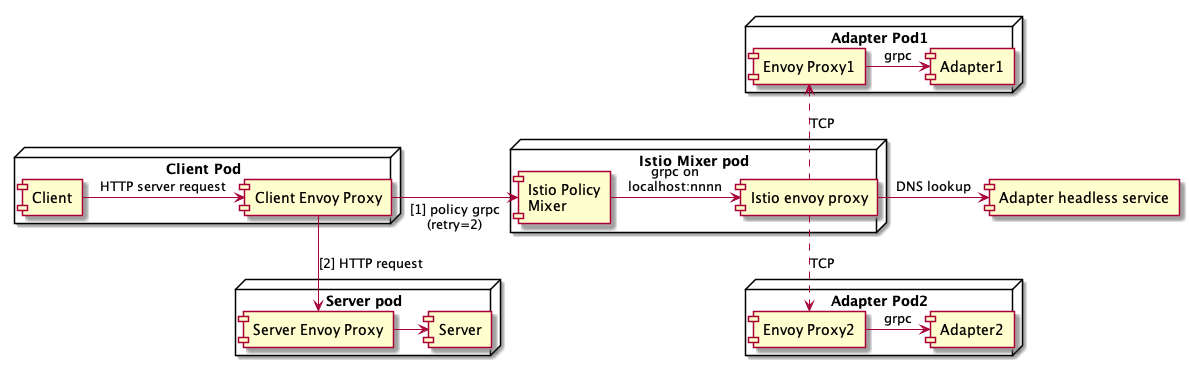 Adapter Pod1
Envoy Proxy1
grpc
Adapter1
TCP
Client Pod
Client
HTTP server request
Client Envoy Proxy
[1] policy grpc
(retry=2)
Istio Mixer pod
Istio Policy
Mixer
grpc on
localhost:nnnn
Istio envoy proxy
DNS lookup
Adapter headless service
[2] HTTP request
TCP
Server pod
Server Envoy Proxy
Server
Adapter Pod2
Envoy Proxy2
grpc
Adapter2